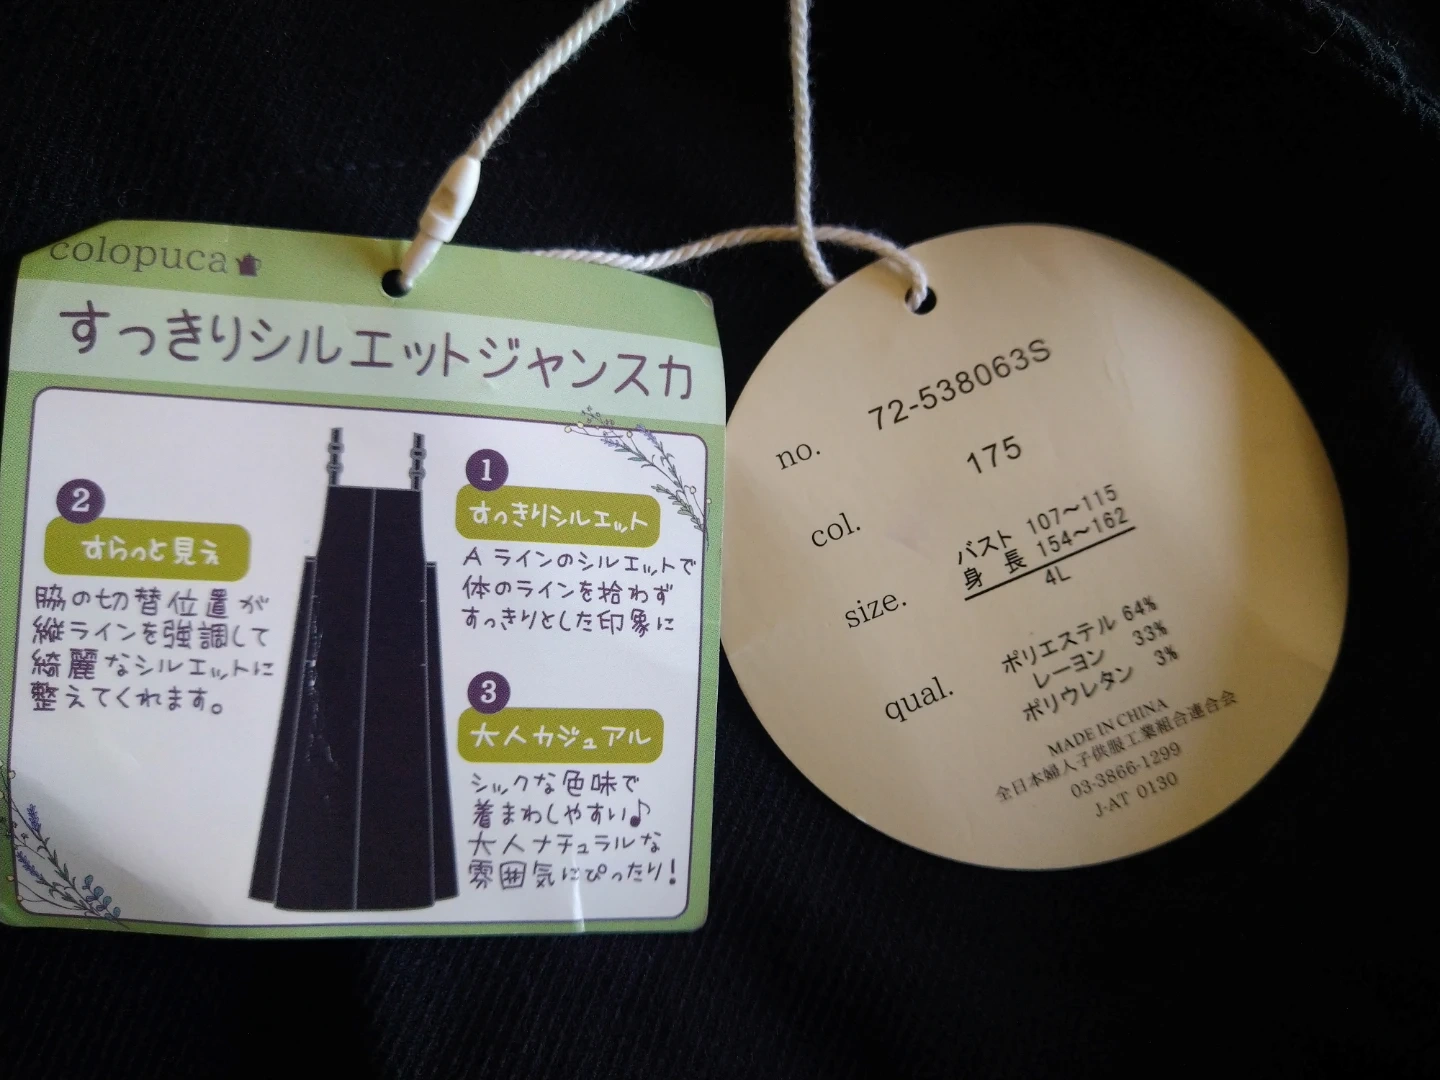 colopuca
すっきりシルエットジャンスカ
1
すっきりシルエット
Aラインのシルエットで
体のラインを拾わず
すっきりとした印象に
2
すらっと見え
脇の切替位置が
縦ラインを強調して
綺麗なシルエットに
整えてくれます。
3
大人カジュアル
シックな色味で
着まわしやすい♪
大人ナチュラルな
雰囲気にぴったり!
no. 72-538063S
col. 175
size. バスト 107～115
身長 154～162
4L
qual. ポリエステル 64%
レーヨン 33%
ポリウレタン 3%
MADE IN CHINA
全日本婦人子供服工業組合連合会
03-3866-1299
J-AT 0130